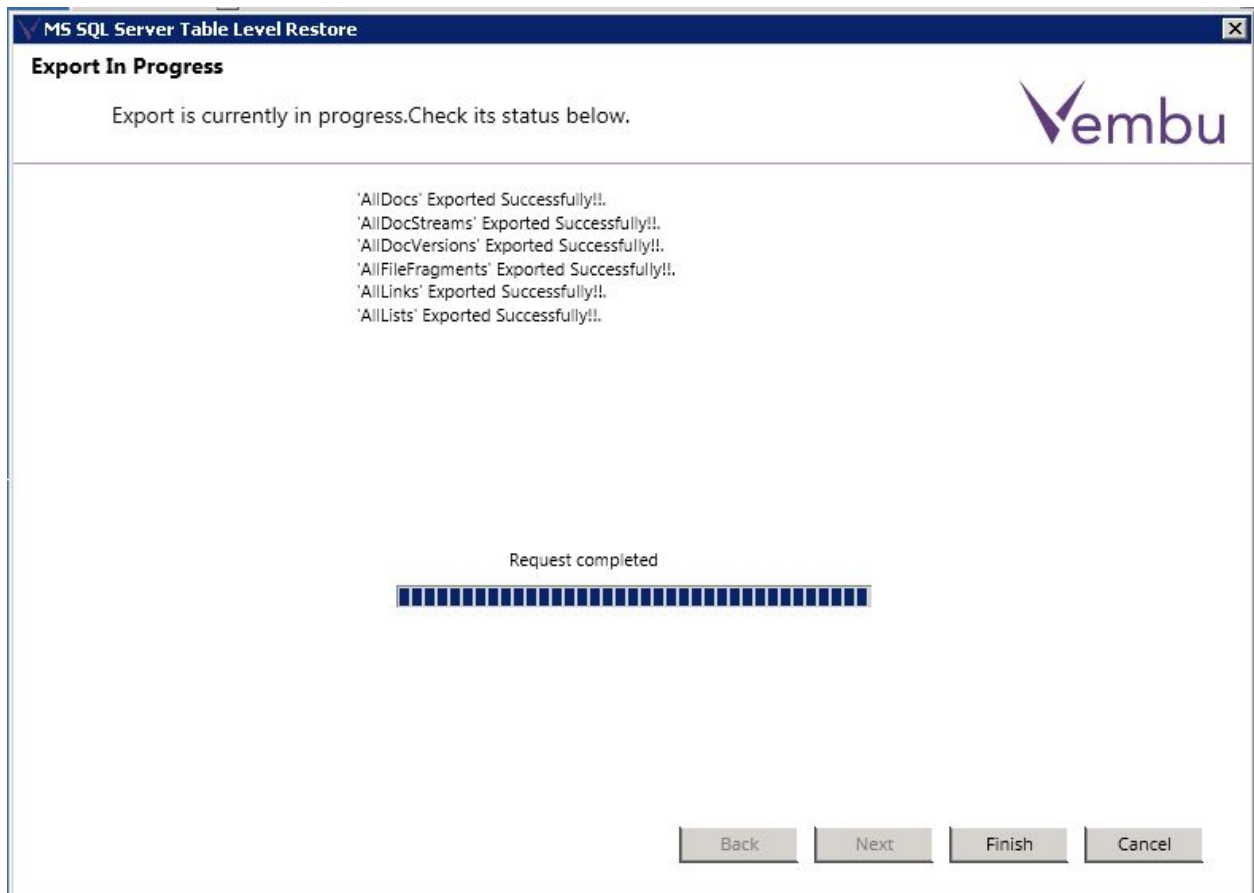 MS SQL Server Table Level Restore
Export In Progress
Export is currently in progress.Check its status below.
Vembu
'AllDocs' Exported Successfully!!.
'AllDocStreams' Exported Successfully!!.
'AllDocVersions' Exported Successfully!!.
'AllFileFragments' Exported Successfully!!.
'AllLinks' Exported Successfully!!.
'AllLists' Exported Successfully!!.
Request completed
Back Next Finish Cancel